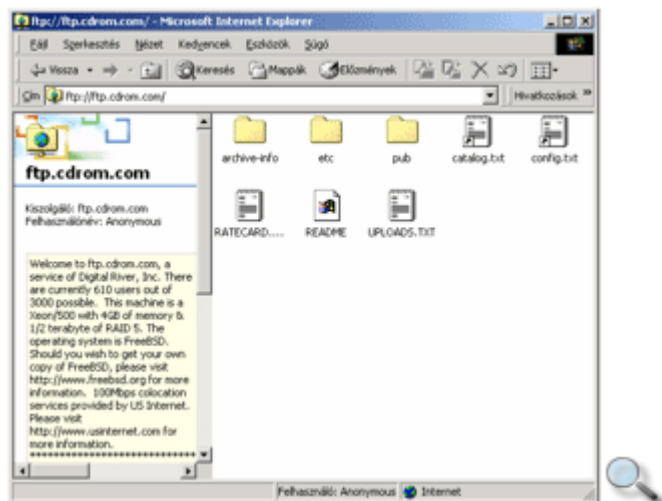 ftp://ftp.cdrom.com/ - Microsoft Internet Explorer
Fájl Szerkesztés Nézet Kedvencek Eszközök Súgó
Vissza Keresés Mappák Előzmények
Cím ftp://ftp.cdrom.com/ Hivatkozások »
ftp.cdrom.com
Kiszolgáló: ftp.cdrom.com
Felhasználónév: Anonymous
Welcome to ftp.cdrom.com, a
service of Digital River, Inc. There
are currently 610 users out of
3000 possible. This machine is a
Xeon/500 with 4GB of memory &
1/2 terabyte of RAID 5. The
operating system is FreeBSD.
Should you wish to get your own
copy of FreeBSD, please visit
http://www.freebsd.org for more
information. 100Mbps colocation
services provided by US Internet.
Please visit
http://www.usinternet.com for
more information.
archive-info etc pub catalog.txt config.txt
RATECARD.... README UPLOADS.TXT
Felhasználó: Anonymous Internet